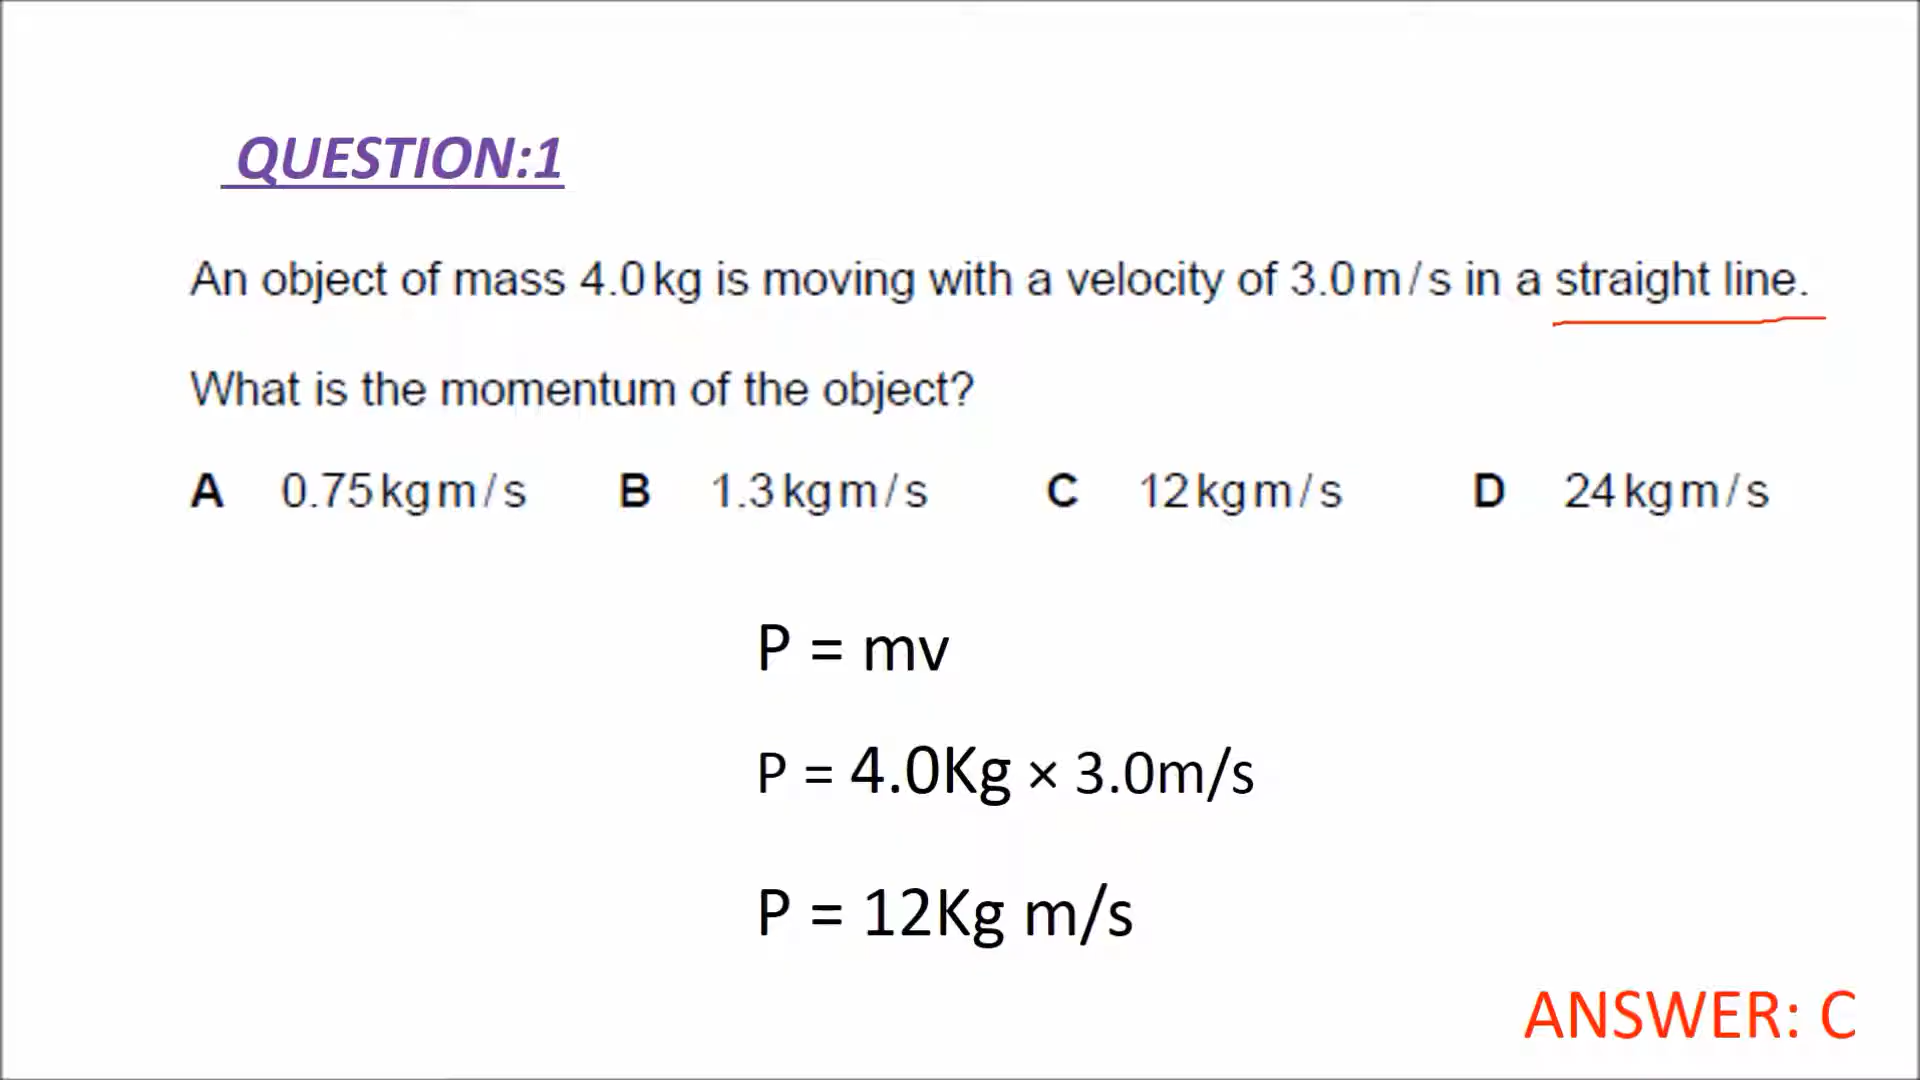 QUESTION:1
An object of mass 4.0 kg is moving with a velocity of 3.0 m / s in a straight line.
What is the momentum of the object?
A 0.75 kg m / s B 1.3 kg m / s C 12 kg m / s D 24 kg m / s
P = mv
P = 4.0Kg × 3.0m/s
P = 12Kg m/s
ANSWER: C